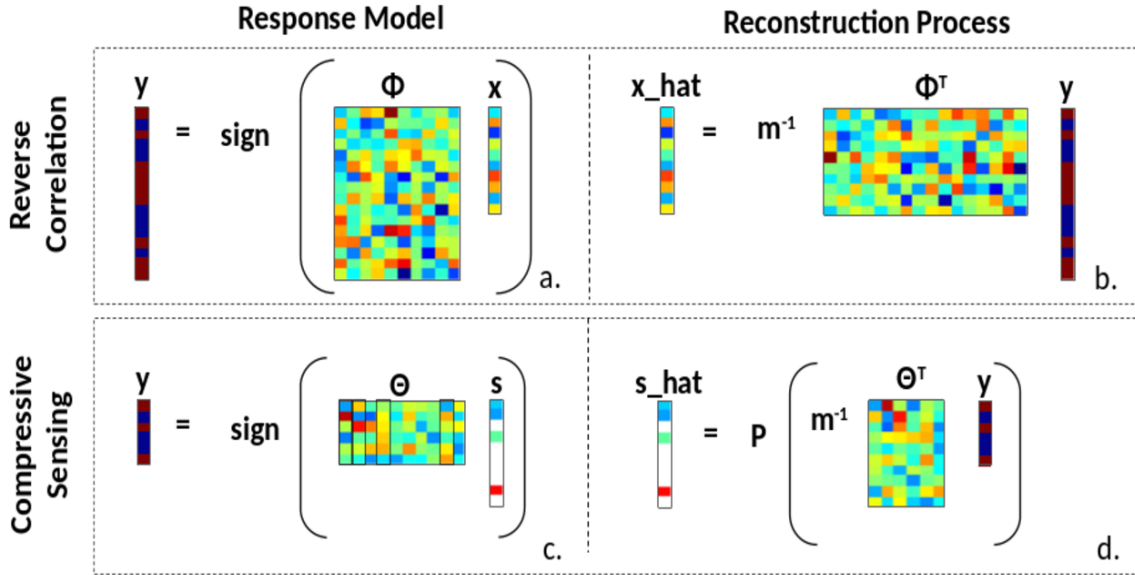 Response Model
Reconstruction Process
Reverse
Correlation
y = sign Φ x
a.
x_hat = m⁻¹ Φᵀ y
b.
Compressive
Sensing
y = sign Θ s
c.
s_hat = P m⁻¹ Θᵀ y
d.